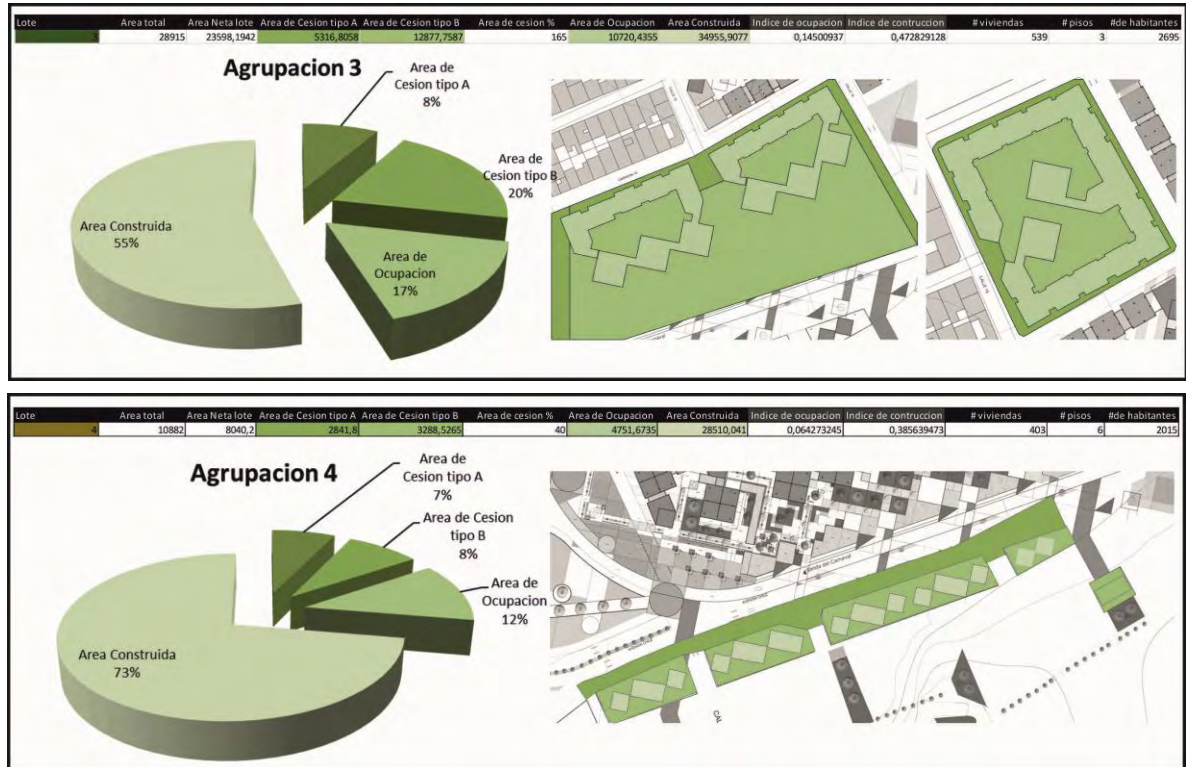 Lote Area total Area Neta lote Area de Cesion tipo A Area de Cesion tipo B Area de cesion % Area de Ocupacion Area Construida Indice de ocupacion Indice de contruccion # viviendas # pisos #de habitantes
3 28915 23598,1942 5316,8058 12877,7587 165 10720,4355 34955,9077 0,14500937 0,472829128 539 3 2695
Agrupacion 3
Area de
Cesion tipo A
8%
Area de
Cesion tipo B
20%
Area Construida
55%
Area de
Ocupacion
17%
Lote Area total Area Neta lote Area de Cesion tipo A Area de Cesion tipo B Area de cesion % Area de Ocupacion Area Construida Indice de ocupacion Indice de contruccion # viviendas # pisos #de habitantes
4 10882 8040,2 2841,8 3288,5265 40 4751,6735 28510,041 0,064273245 0,385639473 403 6 2015
Agrupacion 4
Area de
Cesion tipo A
7%
Area de Cesion
tipo B
8%
Area de
Ocupacion
12%
Area Construida
73%
CAL